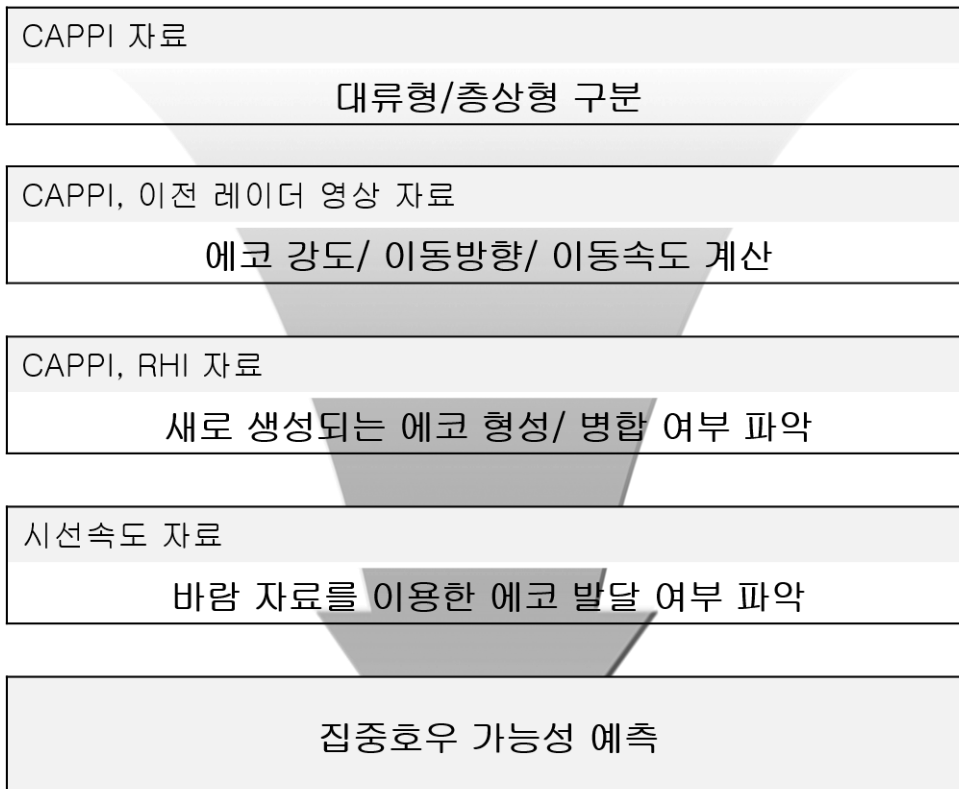 CAPPI 자료
대류형/층상형 구분
CAPPI, 이전 레이더 영상 자료
에코 강도/ 이동방향/ 이동속도 계산
CAPPI, RHI 자료
새로 생성되는 에코 형성/ 병합 여부 파악
시선속도 자료
바람 자료를 이용한 에코 발달 여부 파악
집중호우 가능성 예측